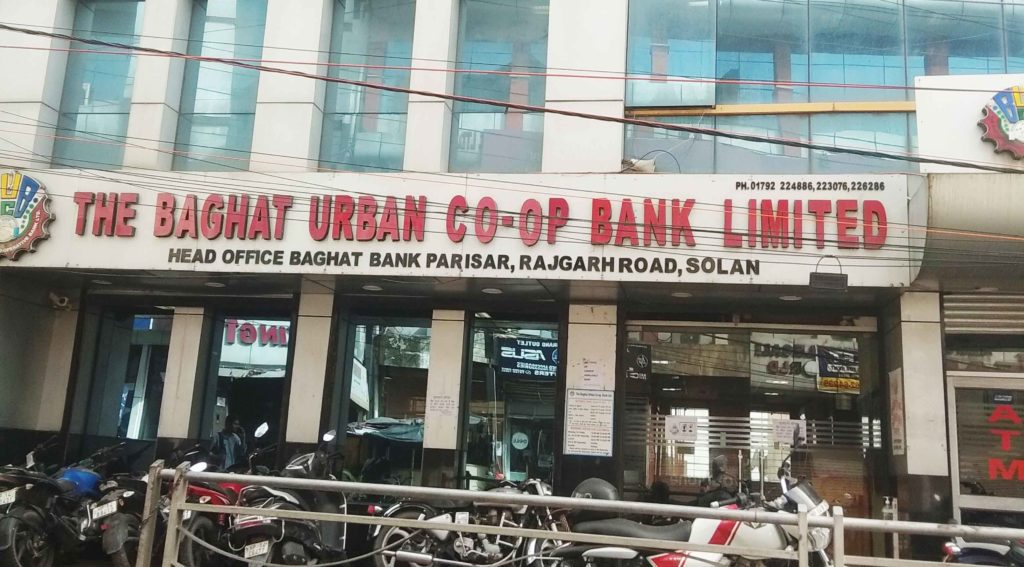 PH. 01792 224886, 223076, 226286
THE BAGHAT URBAN CO-OP BANK LIMITED
HEAD OFFICE BAGHAT BANK PARISAR, RAJGARH ROAD, SOLAN
ASUS
ATM